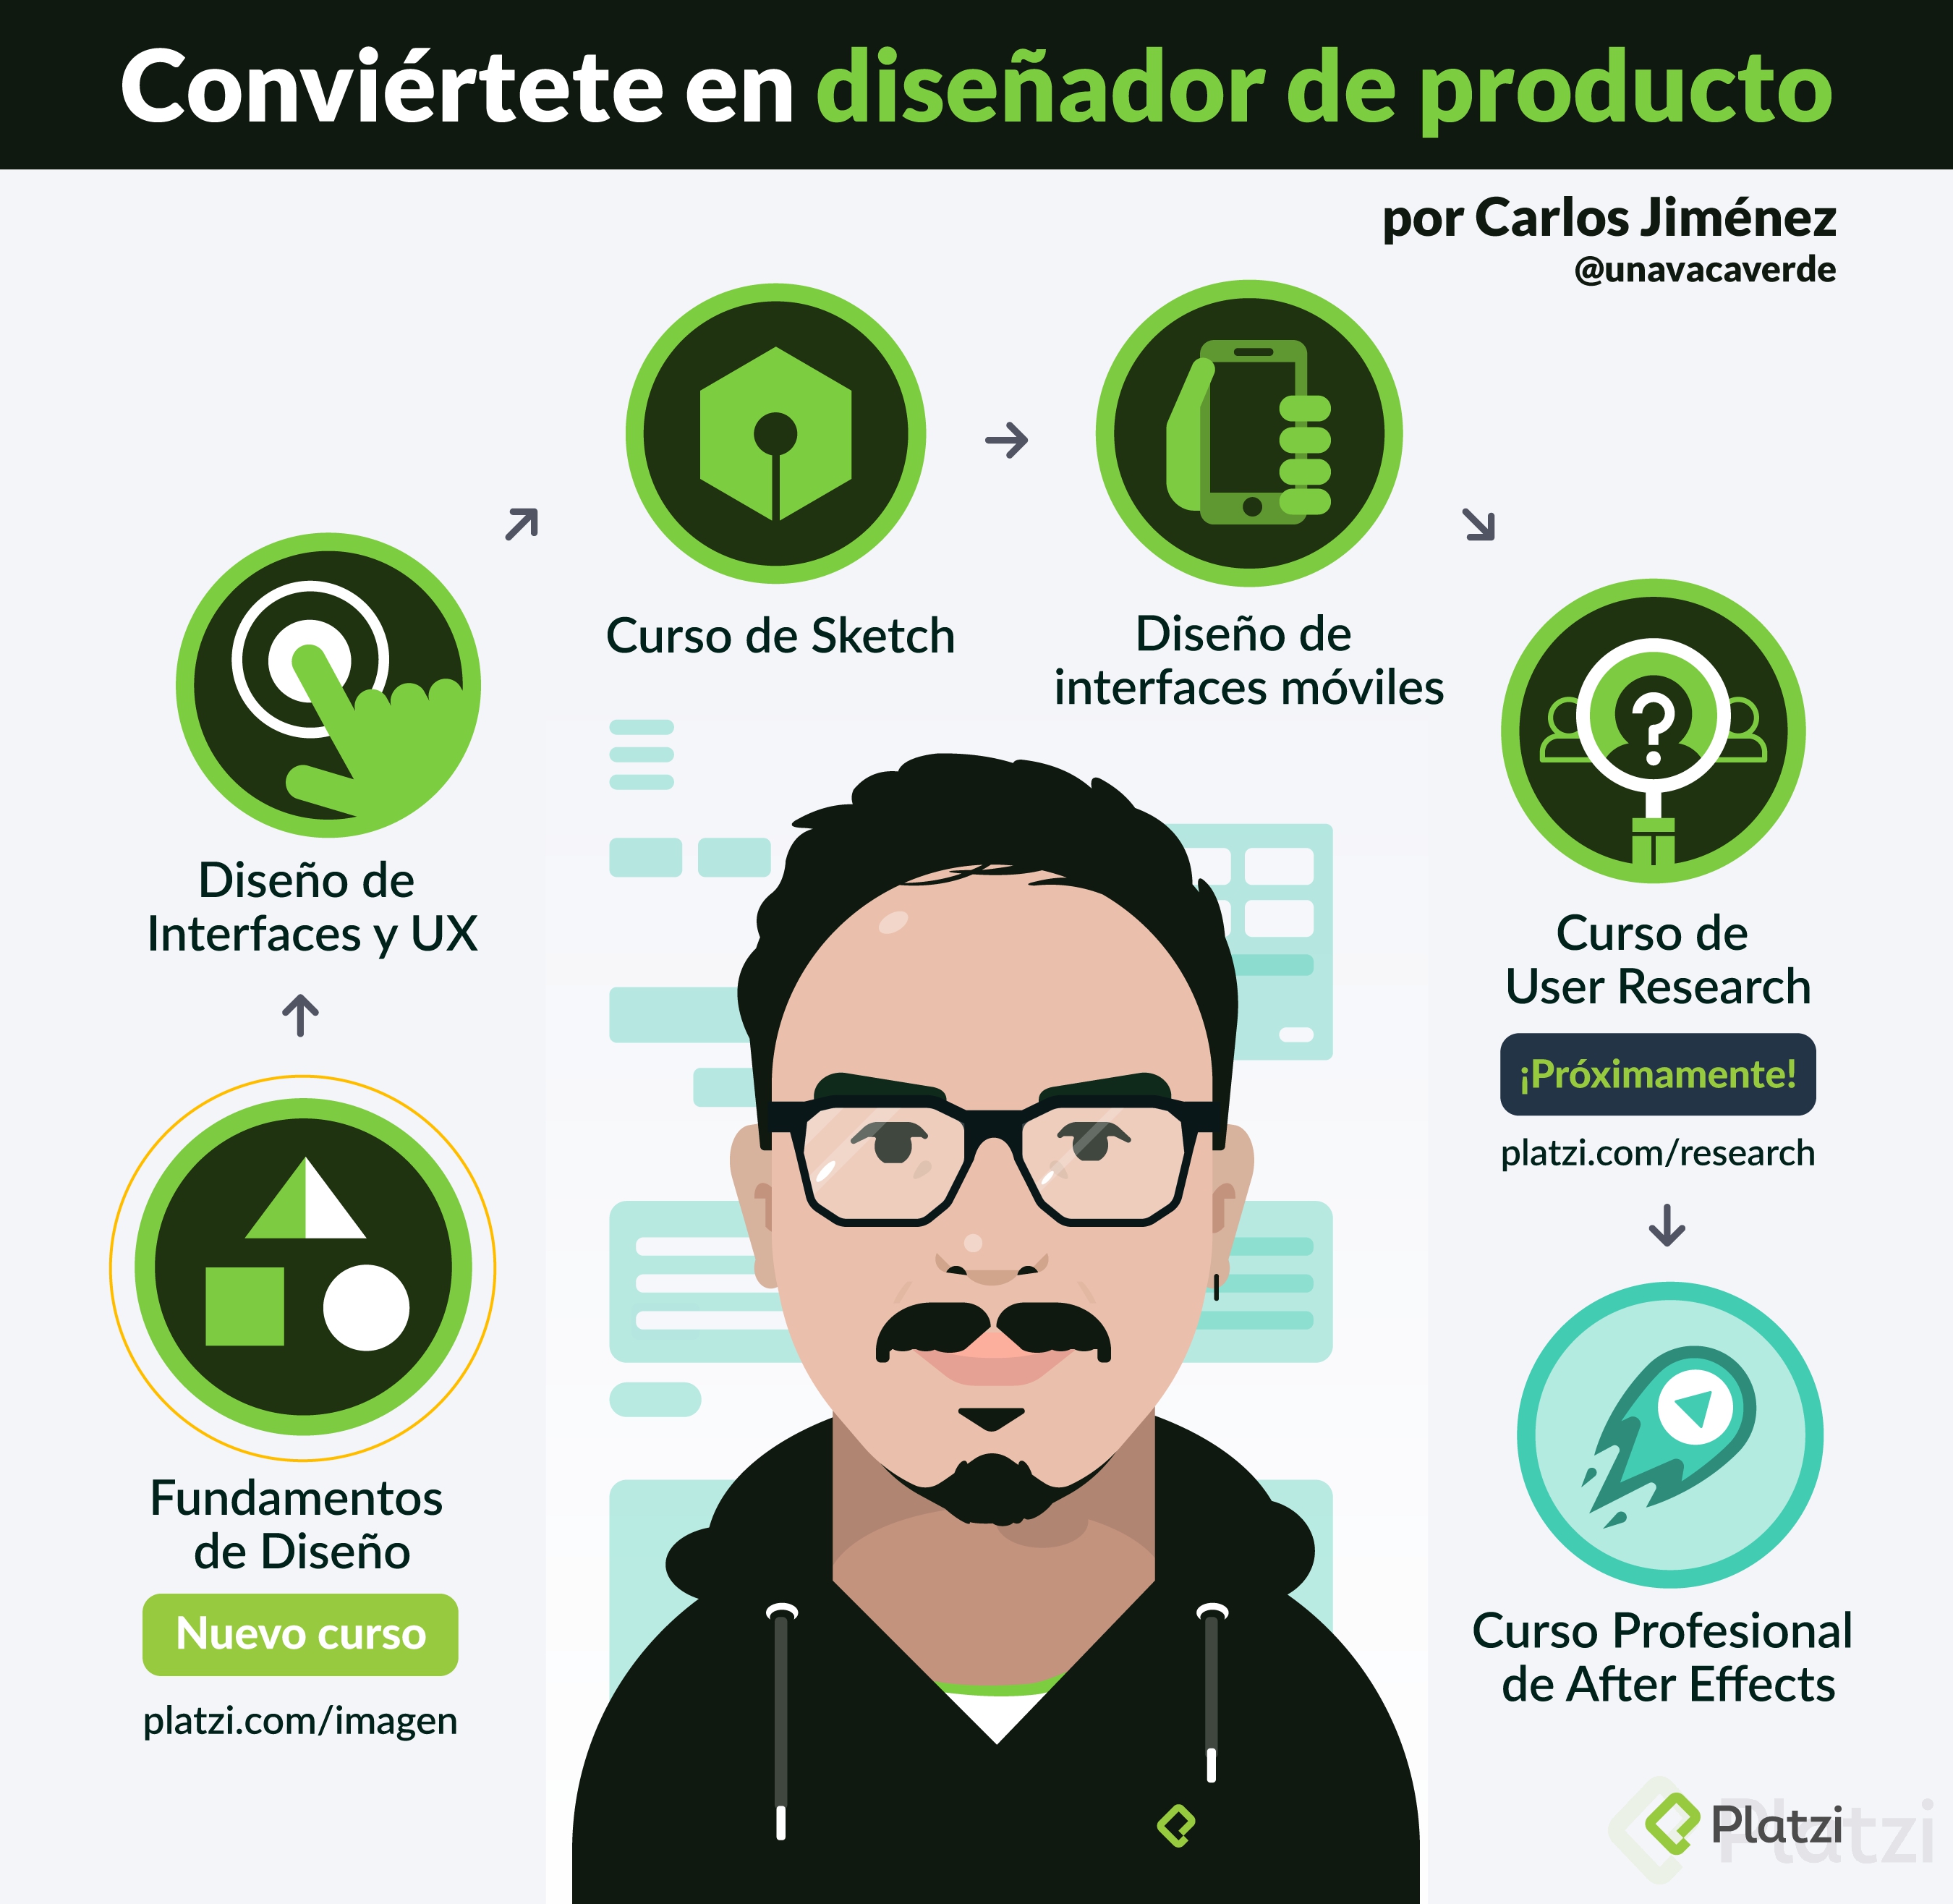 Conviértete en diseñador de producto
por Carlos Jiménez
@unavacaverde
Fundamentos
de Diseño
Nuevo curso
platzi.com/imagen
Diseño de
Interfaces y UX
Curso de Sketch
Diseño de
interfaces móviles
Curso de
User Research
¡Próximamente!
platzi.com/research
Curso Profesional
de After Effects
?
Platzi
Platzi